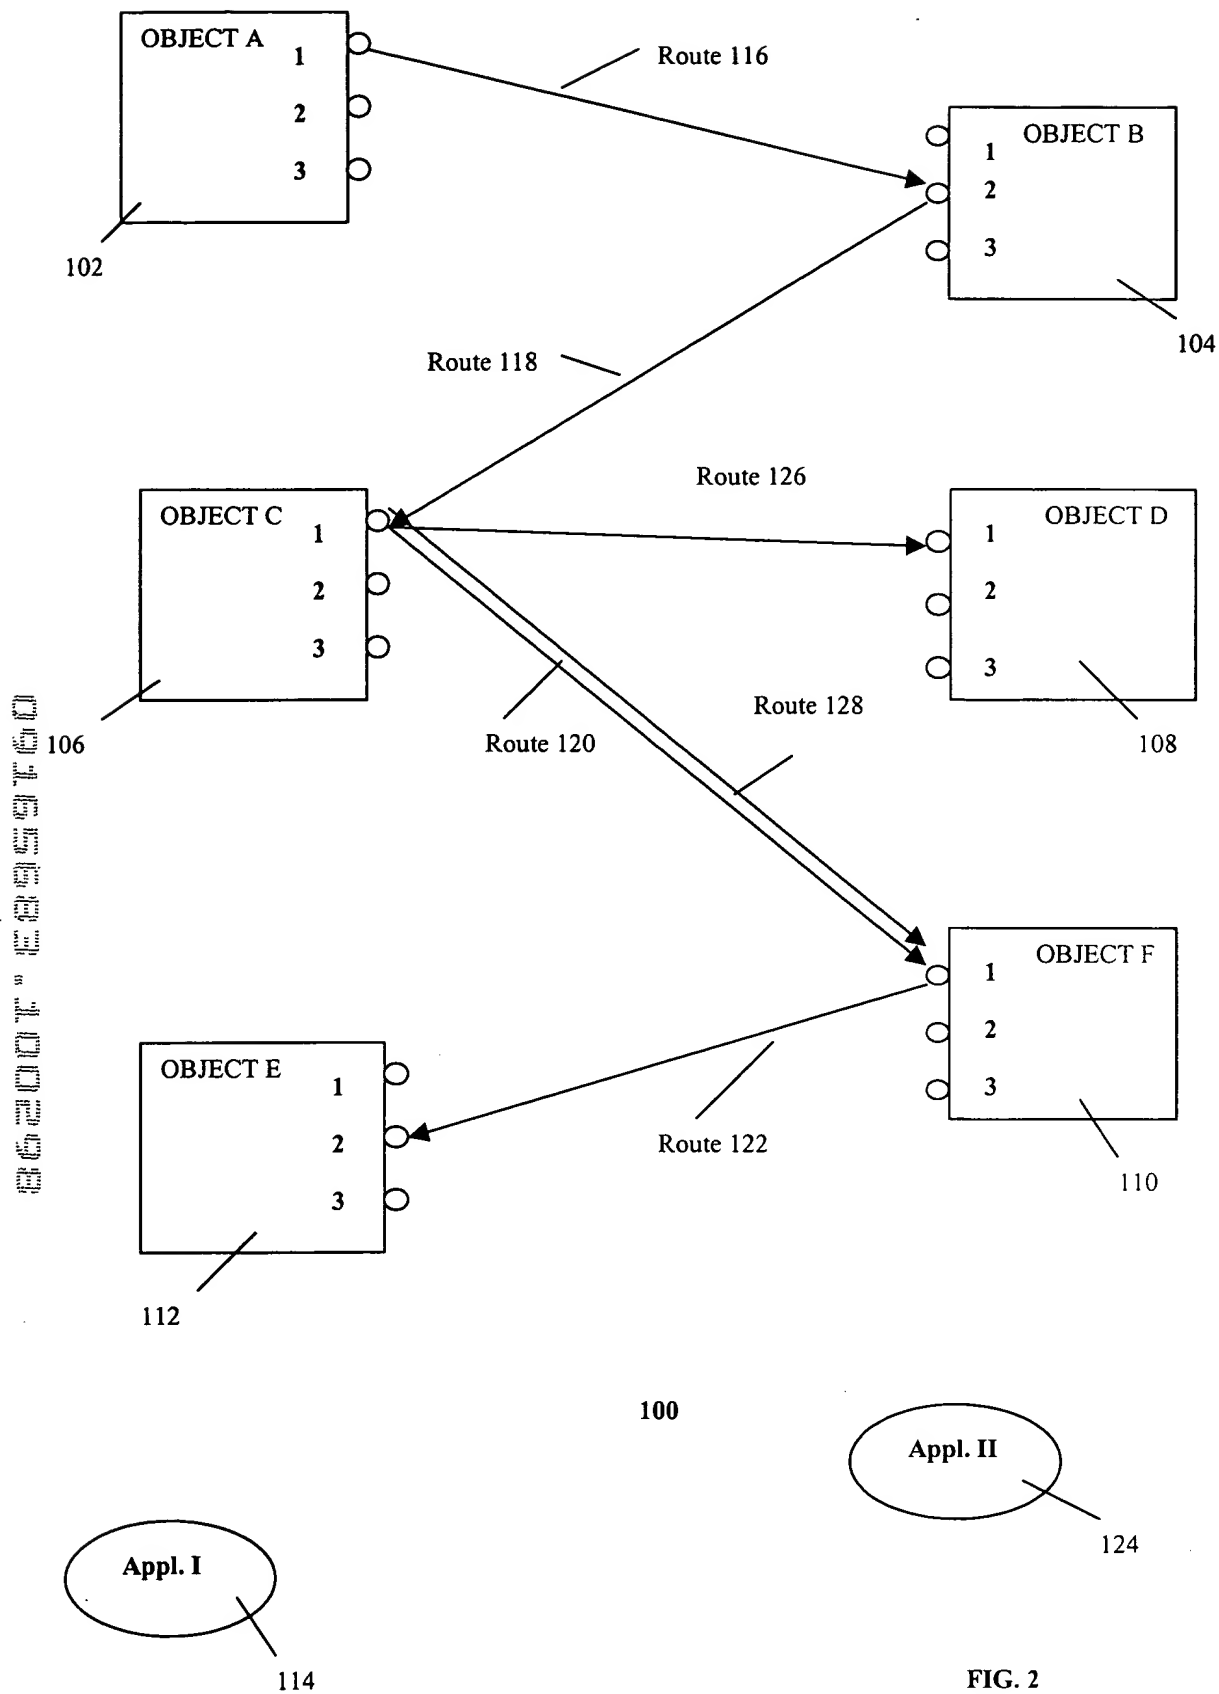 OBJECT A
1
2
3
102
Route 116
OBJECT B
1
2
3
104
Route 118
Route 126
OBJECT C
1
2
3
106
OBJECT D
1
2
3
108
Route 120
Route 128
OBJECT F
1
2
3
110
OBJECT E
1
2
3
112
Route 122
100
Appl. II
124
Appl. I
114
FIG. 2
09165683.100298